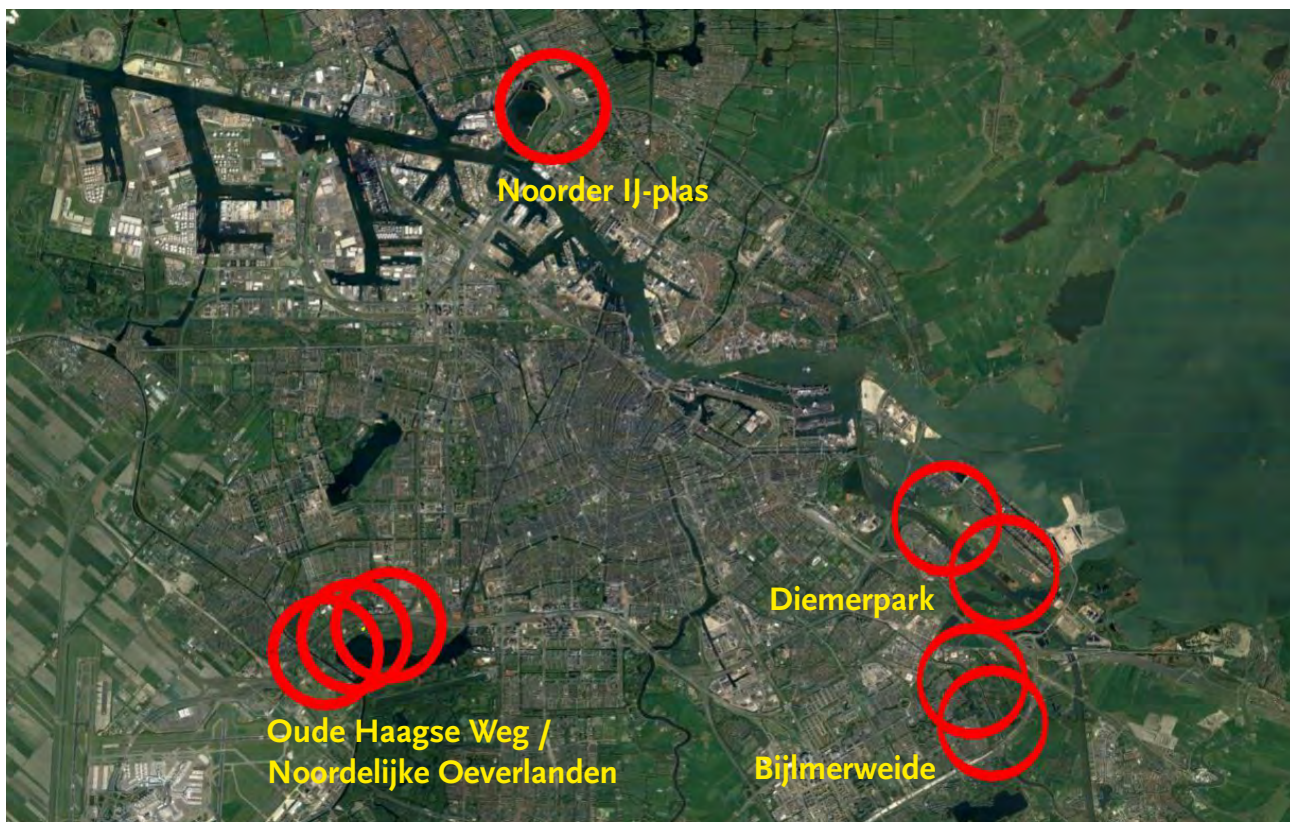 Noorder IJ-plas
Diemerpark
Oude Haagse Weg /
Noordelijke Oeverlanden
Bijlmerweide